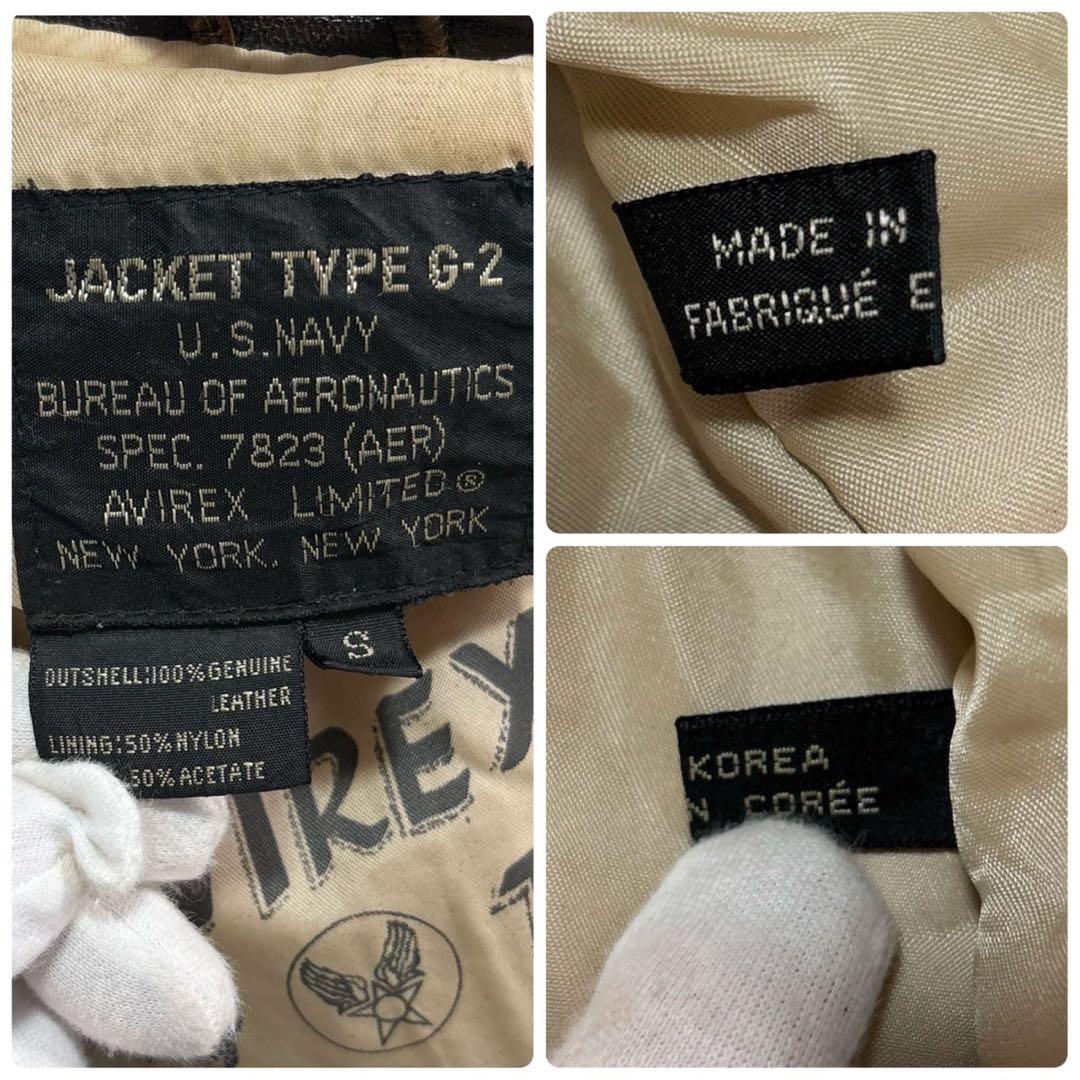 JACKET TYPE G-2
U.S.NAVY
BUREAU OF AERONAUTICS
SPEC. 7823 (AER)
AVIREX LIMITED®
NEW YORK, NEW YORK
S
OUTSHELL:100%GENUINE
LEATHER
LINING:50%NYLON
50%ACETATE
IREX
MADE IN
FABRIQUÉ E
KOREA
N CORÉE